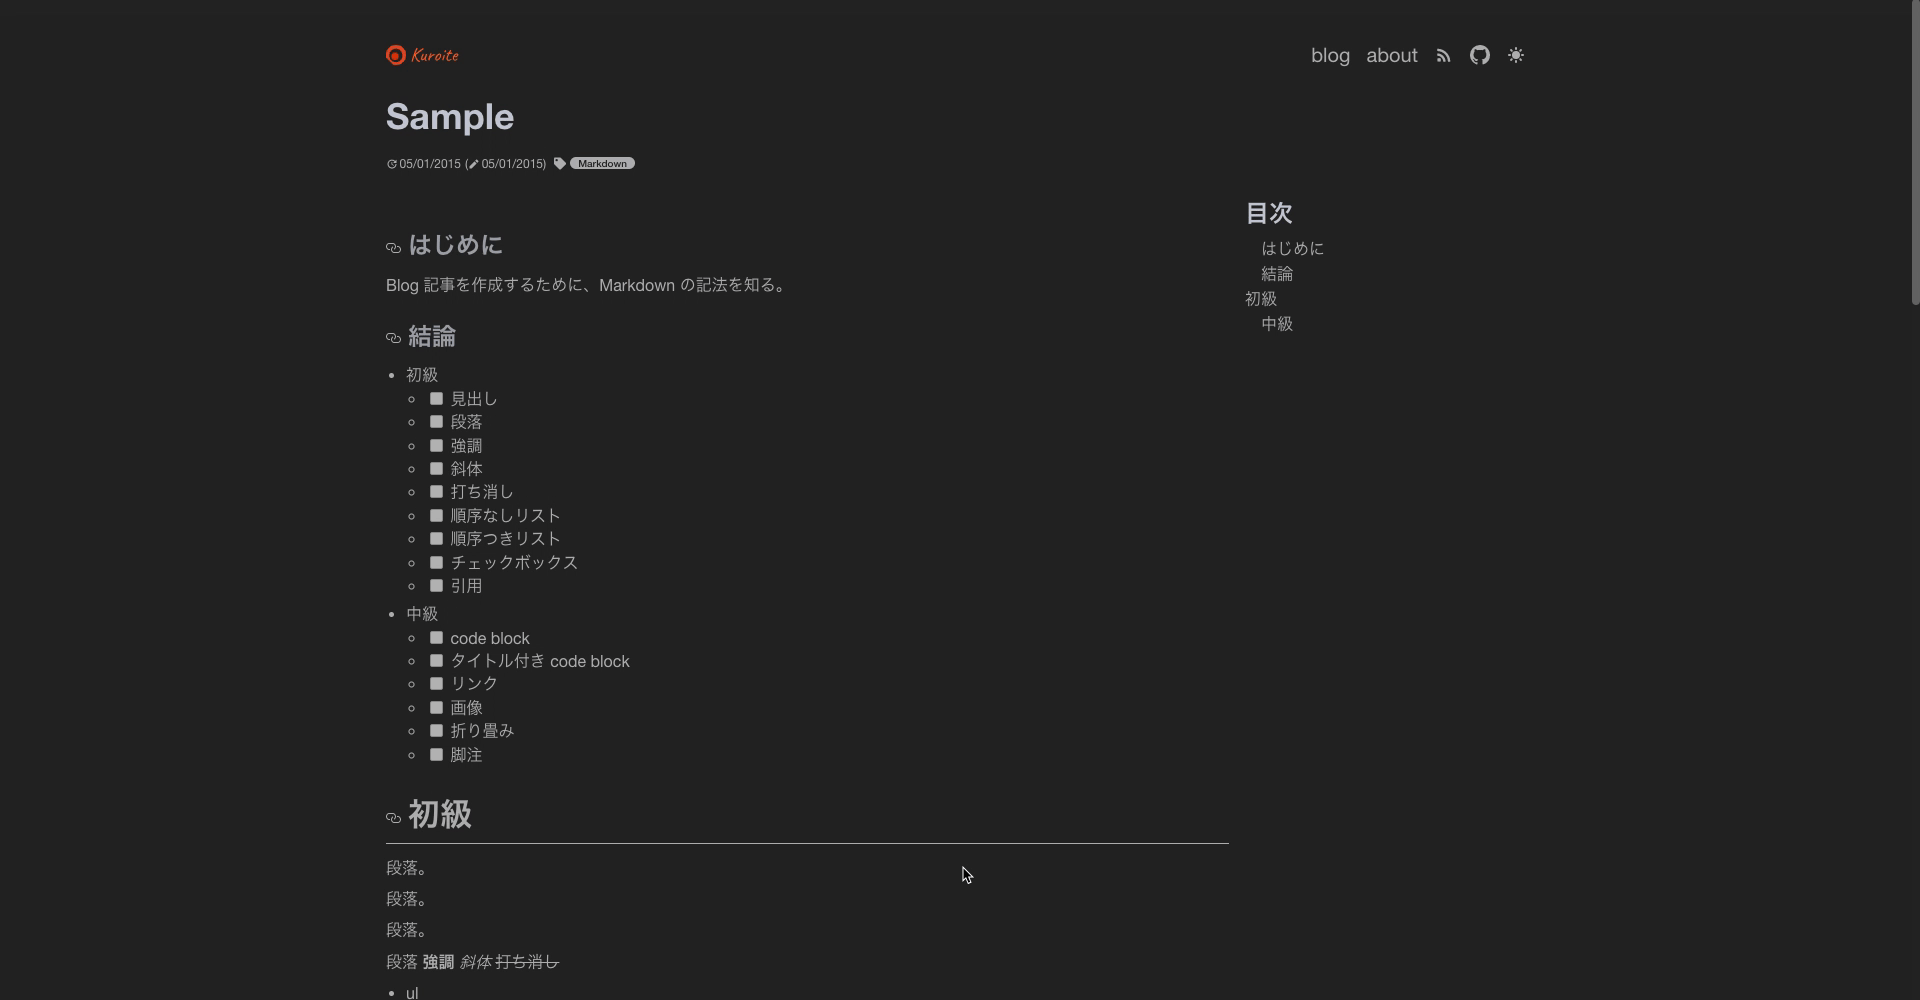 Kuroite
blog about
Sample
05/01/2015 ( 05/01/2015) Markdown
目次
はじめに
結論
初級
中級
はじめに
Blog 記事を作成するために、Markdown の記法を知る。
結論
初級
見出し
段落
強調
斜体
打ち消し
順序なしリスト
順序つきリスト
チェックボックス
引用
中級
code block
タイトル付き code block
リンク
画像
折り畳み
脚注
初級
段落。
段落。
段落。
段落 強調 斜体 打ち消し
ul